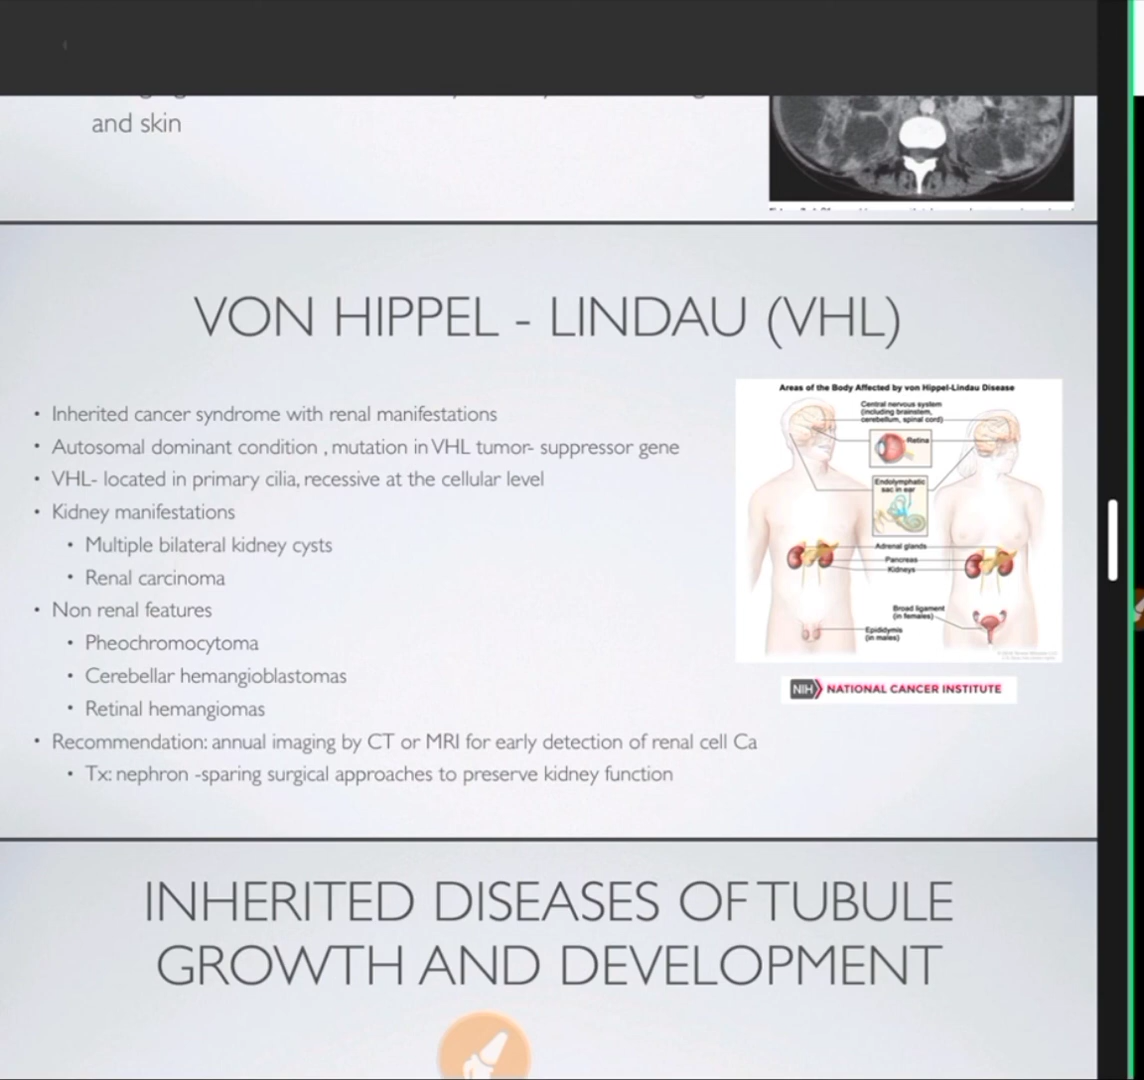 and skin
VON HIPPEL - LINDAU (VHL)
• Inherited cancer syndrome with renal manifestations
• Autosomal dominant condition , mutation in VHL tumor- suppressor gene
• VHL- located in primary cilia, recessive at the cellular level
• Kidney manifestations
• Multiple bilateral kidney cysts
• Renal carcinoma
• Non renal features
• Pheochromocytoma
• Cerebellar hemangioblastomas
• Retinal hemangiomas
• Recommendation: annual imaging by CT or MRI for early detection of renal cell Ca
• Tx: nephron -sparing surgical approaches to preserve kidney function
Areas of the Body Affected by von Hippel-Lindau Disease
Central nervous system
(including brainstem,
cerebellum, spinal cord)
Retina
Endolymphatic
sac in ear
Adrenal glands
Pancreas
Kidneys
Broad ligament
(in females)
Epididymis
(in males)
NIH NATIONAL CANCER INSTITUTE
INHERITED DISEASES OF TUBULE
GROWTH AND DEVELOPMENT